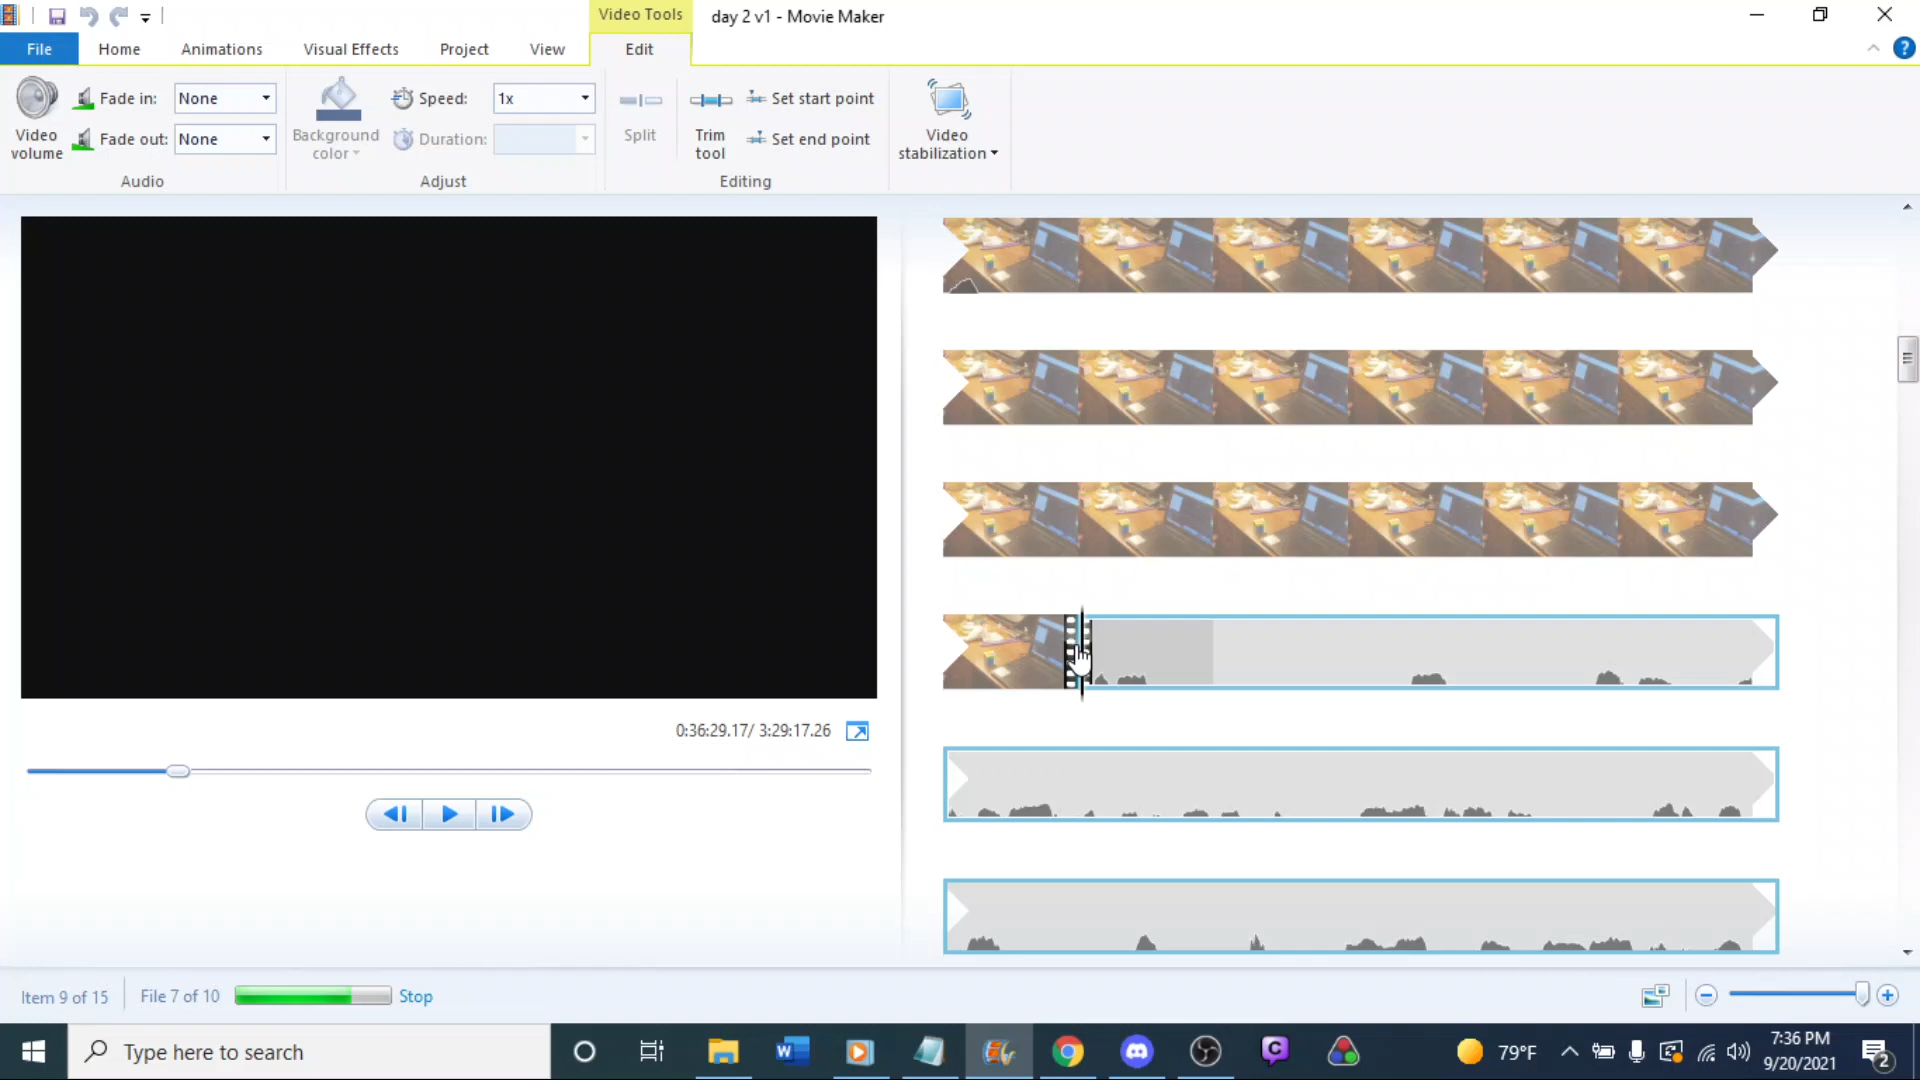 Video Tools
day 2 v1 - Movie Maker
File
Home
Animations
Visual Effects
Project
View
Edit
Video
volume
Fade in:
None
Fade out:
None
Audio
Background
color
Speed:
1x
Duration:
Adjust
Split
Trim
tool
Set start point
Set end point
Editing
Video
stabilization
0:36:29.17/ 3:29:17.26
Item 9 of 15
File 7 of 10
Stop
Type here to search
79°F
7:36 PM
9/20/2021
2